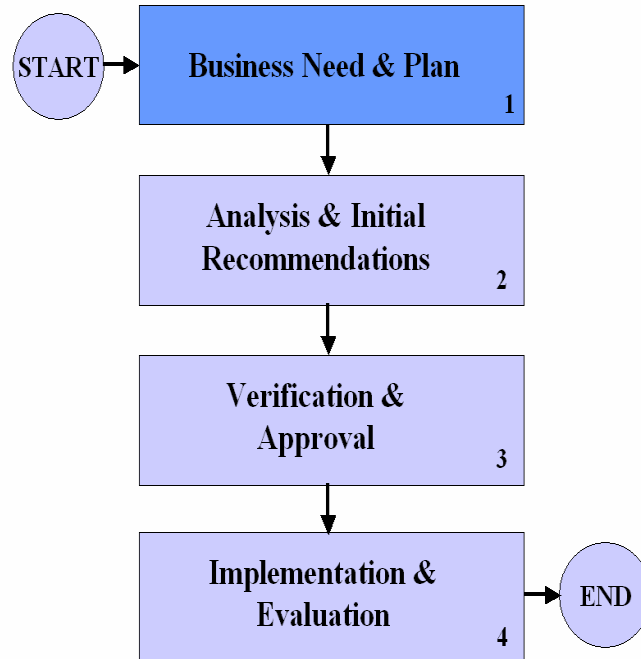 START
Business Need & Plan
1
Analysis & Initial
Recommendations
2
Verification &
Approval
3
Implementation &
Evaluation
4
END